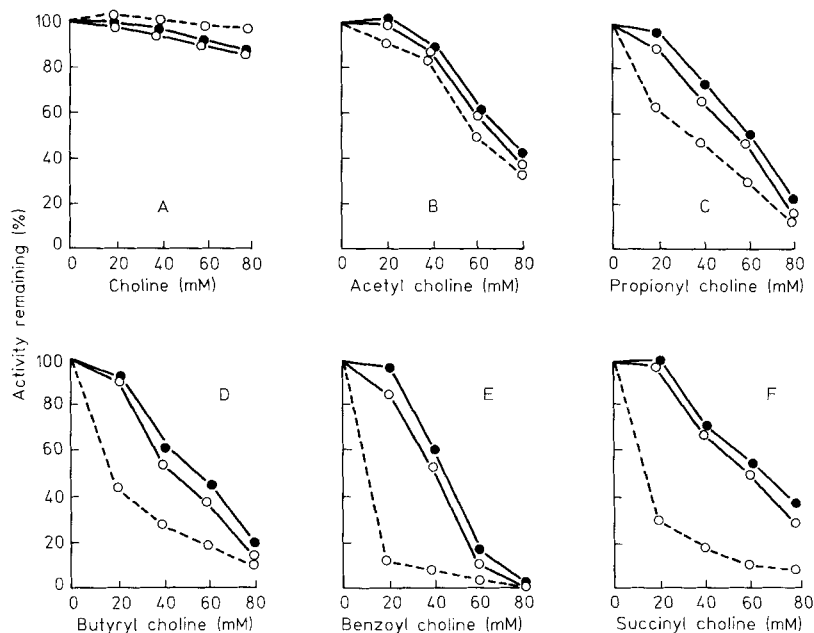 Activity remaining (%)
100
80
60
40
20
0
A
0 20 40 60 80
Choline (mM)
B
0 20 40 60 80
Acetyl choline (mM)
C
0 20 40 60 80
Propionyl choline (mM)
100
80
60
40
20
0
D
0 20 40 60 80
Butyryl choline (mM)
E
0 20 40 60 80
Benzoyl choline (mM)
F
0 20 40 60 80
Succinyl choline (mM)